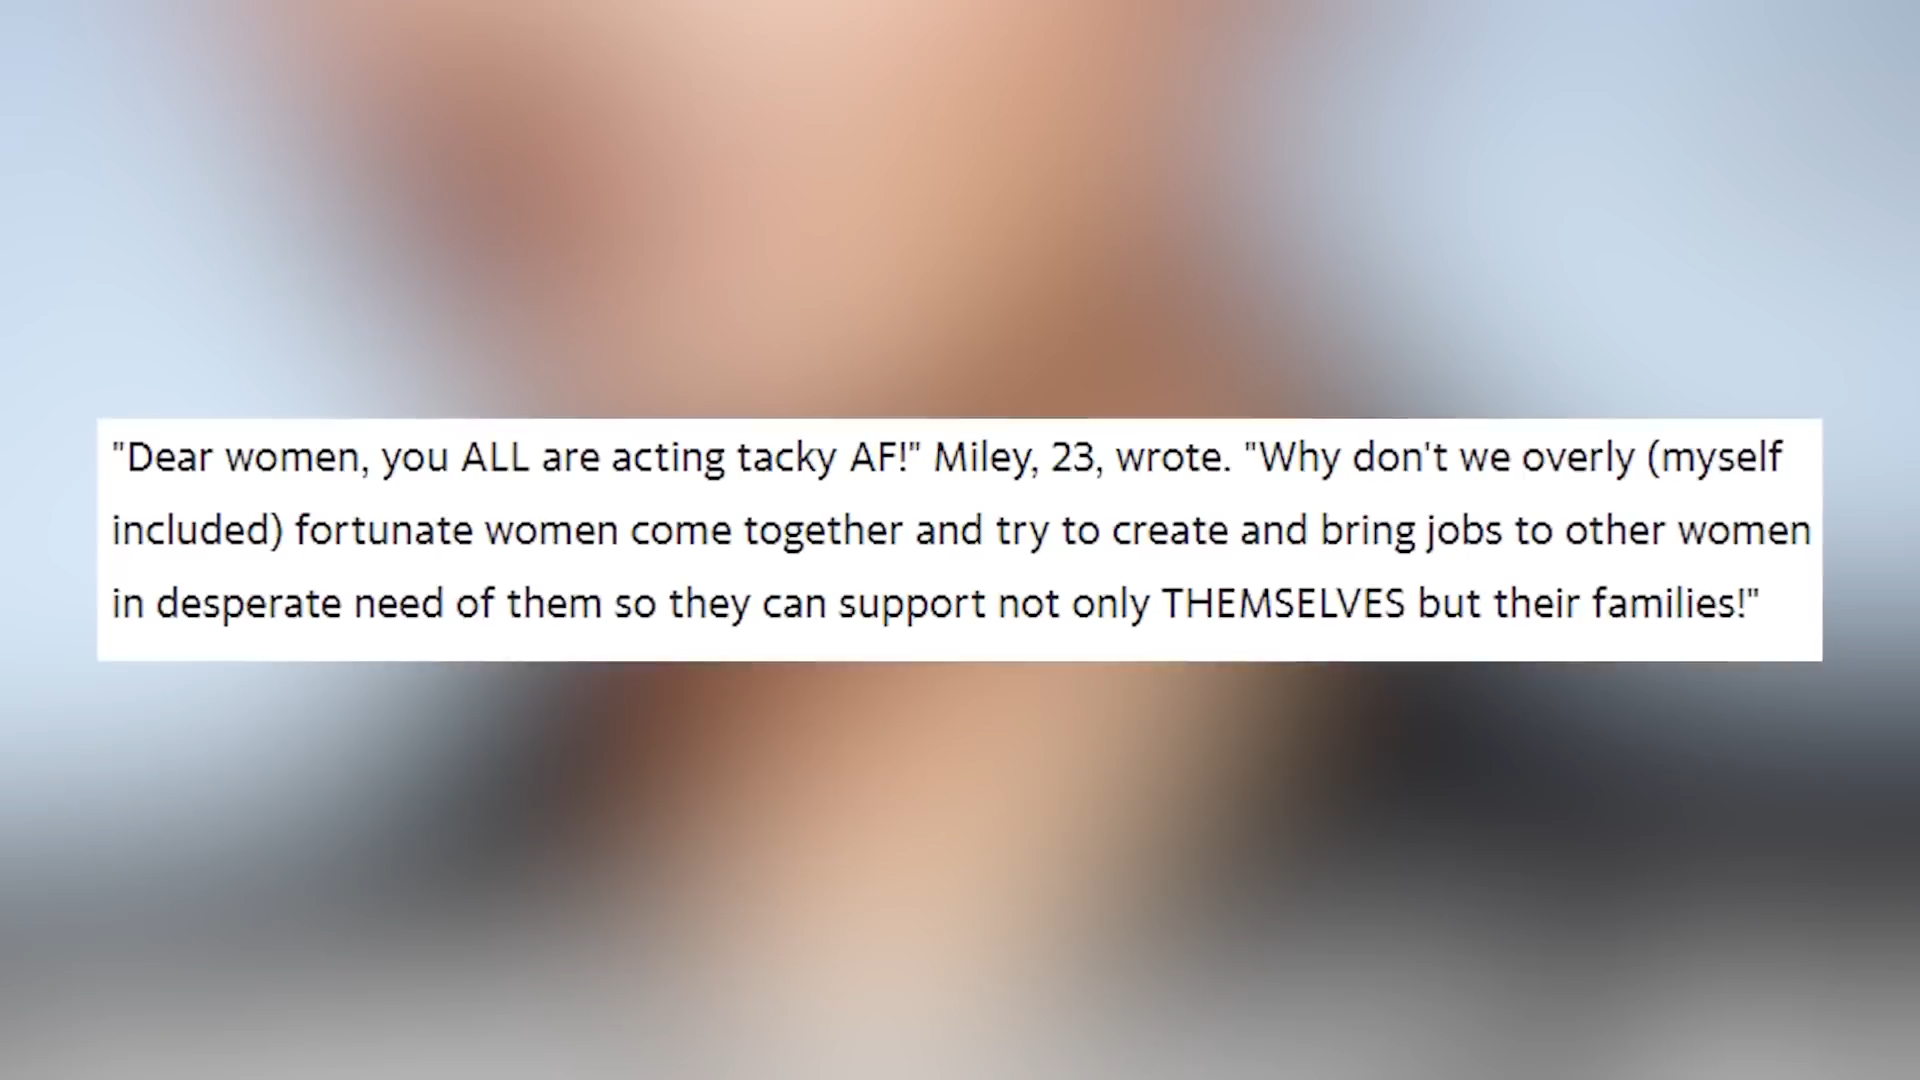 "Dear women, you ALL are acting tacky AF!" Miley, 23, wrote. "Why don't we overly (myself
included) fortunate women come together and try to create and bring jobs to other women
in desperate need of them so they can support not only THEMSELVES but their families!"